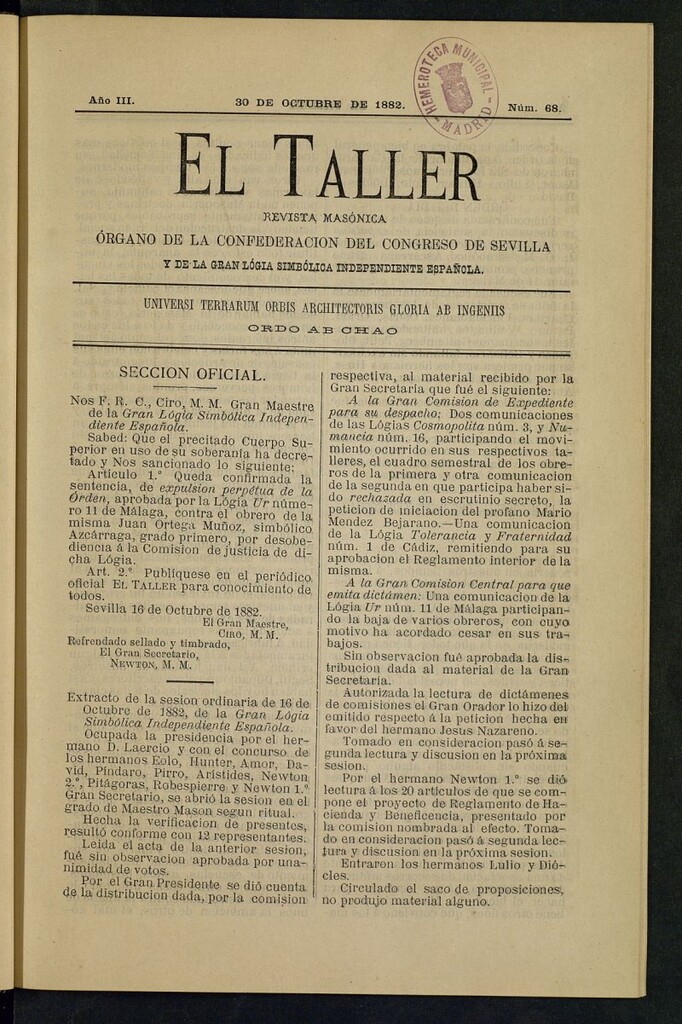 Año III.
30 DE OCTUBRE DE 1882.
Núm. 68.
HEMEROTECA MUNICIPAL
MADRID
EL TALLER
REVISTA MASÓNICA
ÓRGANO DE LA CONFEDERACION DEL CONGRESO DE SEVILLA
Y DE LA GRAN LÓGIA SIMBÓLICA INDEPENDIENTE ESPAÑOLA.
UNIVERSI TERRARUM ORBIS ARCHITECTORIS GLORIA AB INGENIIS
ORDO AB CHAO
SECCION OFICIAL.
Nos F. R. C., Ciro, M. M. Gran Maestre
de la Gran Lógia Simbólica Indepen-
diente Española.
Sabed: Que el precitado Cuerpo Su-
perior en uso de su soberanía ha decre-
tado y Nos sancionado lo siguiente:
Artículo 1.º Queda confirmada la
sentencia, de expulsion perpétua de la
Orden, aprobada por la Lógia Ur núme-
ro 11 de Málaga, contra el obrero de la
misma Juan Ortega Muñoz, simbólico
Azcárraga, grado primero, por desobe-
diencia á la Comision de justicia de di-
cha Lógia.
Art. 2.º Publíquese en el periódico
oficial EL TALLER para conocimiento de
todos.
Sevilla 16 de Octubre de 1882.
El Gran Maestre,
CIRO, M. M.
Refrendado sellado y timbrado,
El Gran Secretario,
NEWTON, M. M.
Extracto de la sesion ordinaria de 16 de
Octubre de 1882, de la Gran Lógia
Simbólica Independiente Española.
Ocupada la presidencia por el her-
mano D. Laercio y con el concurso de
los hermanos Eolo, Hunter, Amor, Da-
vid, Píndaro, Pirro, Arístides, Newton
2.º, Pitágoras, Robespierre y Newton 1.º
Gran Secretario, se abrió la sesion en el
grado de Maestro Mason segun ritual.
Hecha la verificacion de presentes,
resultó conforme con 12 representantes.
Leida el acta de la anterior sesion,
fué sin observacion aprobada por una-
nimidad de votos.
Por el Gran Presidente se dió cuenta
de la distribucion dada, por la comision
respectiva, al material recibido por la
Gran Secretaría que fué el siguiente:
A la Gran Comision de Expediente
para su despacho: Dos comunicaciones
de las Lógias Cosmopolita núm. 3, y Nu-
mancia núm. 16, participando el movi-
miento ocurrido en sus respectivos ta-
lleres, el cuadro semestral de los obre-
ros de la primera y otra comunicacion
de la segunda en que participa haber si-
do rechazada en escrutinio secreto, la
peticion de iniciacion del profano Mario
Mendez Bejarano.—Una comunicacion
de la Lógia Tolerancia y Fraternidad
núm. 1 de Cádiz, remitiendo para su
aprobacion el Reglamento interior de la
misma.
A la Gran Comision Central para que
emita dictámen: Una comunicacion de la
Lógia Ur núm. 11 de Málaga participan-
do la baja de varios obreros, con cuyo
motivo ha acordado cesar en sus tra-
bajos.
Sin observacion fué aprobada la dis-
tribucion dada al material de la Gran
Secretaría.
Autorizada la lectura de dictámenes
de comisiones el Gran Orador lo hizo del
emitido respecto á la peticion hecha en
favor del hermano Jesus Nazareno.
Tomado en consideracion pasó á se-
gunda lectura y discusion en la próxima
sesion.
Por el hermano Newton 1.º se dió
lectura á los 20 artículos de que se com-
pone el proyecto de Reglamento de Ha-
cienda y Beneficencia, presentado por
la comision nombrada al efecto. Toma-
do en consideracion pasó á segunda lec-
tura y discusion en la próxima sesion.
Entraron los hermanos Lulio y Dió-
cles.
Circulado el saco de proposiciones,
no produjo material alguno.